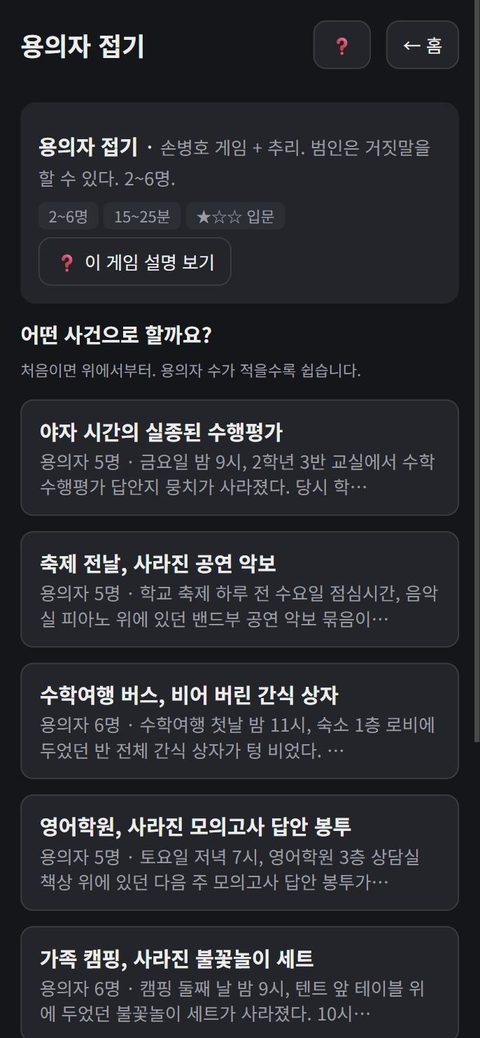 용의자 접기
❓
← 홈
용의자 접기 · 손병호 게임 + 추리. 범인은 거짓말을
할 수 있다. 2~6명.
2~6명 15~25분 ★☆☆ 입문
❓ 이 게임 설명 보기
어떤 사건으로 할까요?
처음이면 위에서부터. 용의자 수가 적을수록 쉽습니다.
야자 시간의 실종된 수행평가
용의자 5명 · 금요일 밤 9시, 2학년 3반 교실에서 수학
수행평가 답안지 뭉치가 사라졌다. 당시 학…
축제 전날, 사라진 공연 악보
용의자 5명 · 학교 축제 하루 전 수요일 점심시간, 음악
실 피아노 위에 있던 밴드부 공연 악보 묶음이…
수학여행 버스, 비어 버린 간식 상자
용의자 6명 · 수학여행 첫날 밤 11시, 숙소 1층 로비에
두었던 반 전체 간식 상자가 텅 비었다. …
영어학원, 사라진 모의고사 답안 봉투
용의자 5명 · 토요일 저녁 7시, 영어학원 3층 상담실
책상 위에 있던 다음 주 모의고사 답안 봉투가…
가족 캠핑, 사라진 불꽃놀이 세트
용의자 6명 · 캠핑 둘째 날 밤 9시, 텐트 앞 테이블 위
에 두었던 불꽃놀이 세트가 사라졌다. 10시…